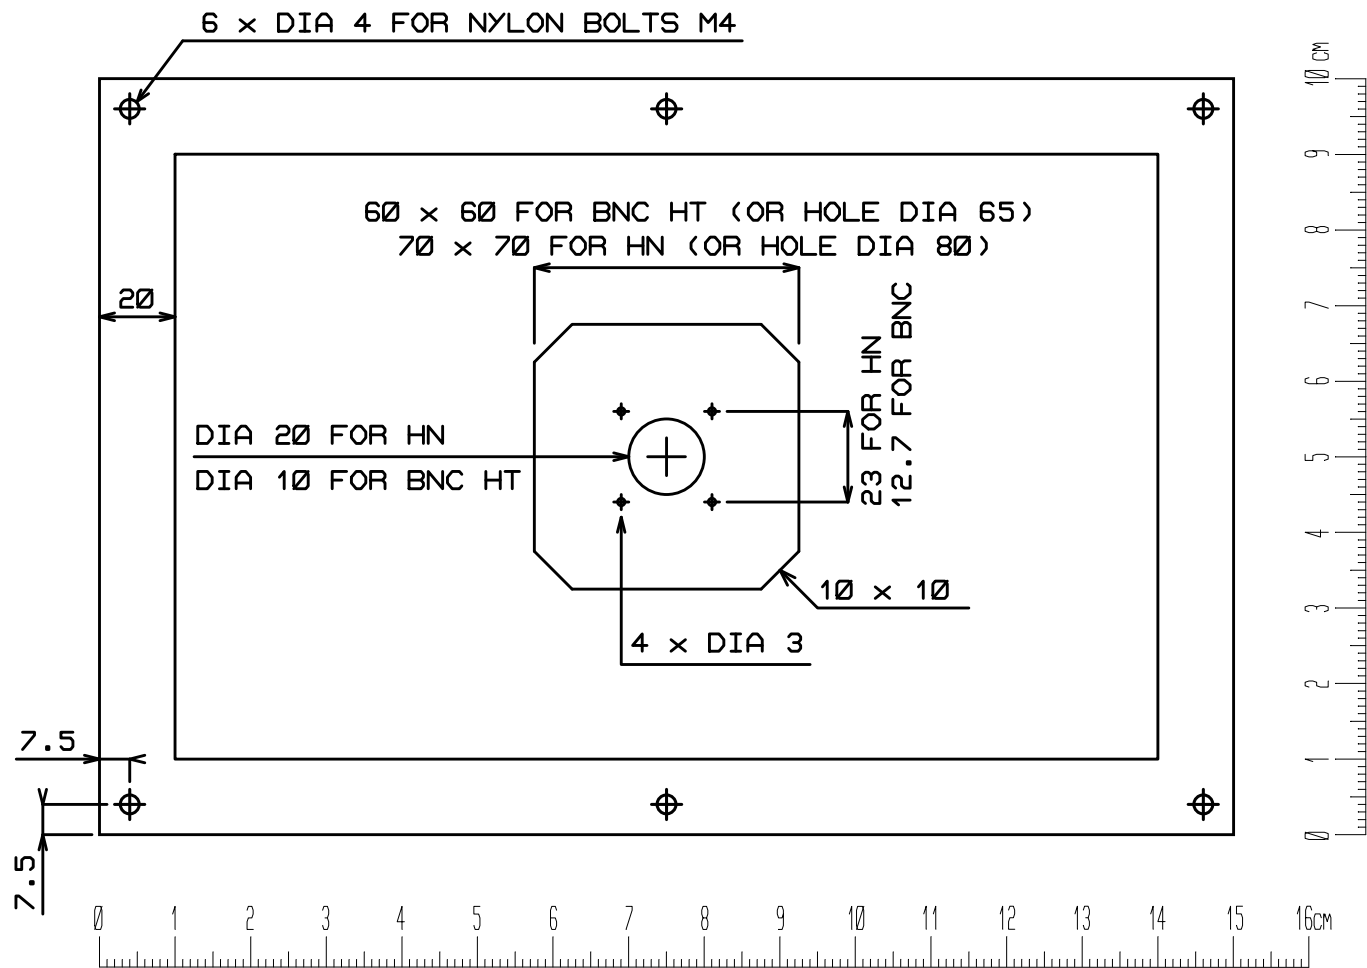 6 x DIA 4 FOR NYLON BOLTS M4
60 x 60 FOR BNC HT (OR HOLE DIA 65)
70 x 70 FOR HN (OR HOLE DIA 80)
20
23 FOR HN
12.7 FOR BNC
DIA 20 FOR HN
DIA 10 FOR BNC HT
10 x 10
4 x DIA 3
7.5
7.5
10 CM
9
8
7
6
5
4
3
2
1
0
0 1 2 3 4 5 6 7 8 9 10 11 12 13 14 15 16CM